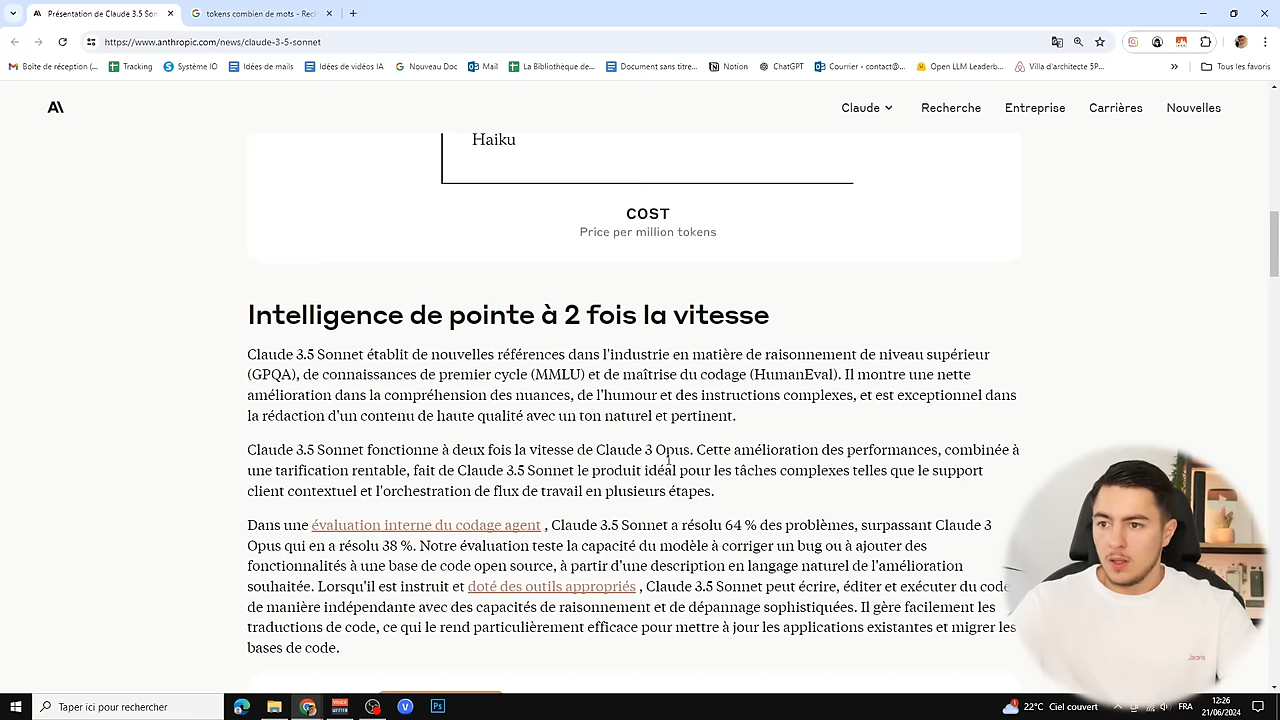 Présentation de Claude 3.5 Son
tokens combien de mots - Rech
https://www.anthropic.com/news/claude-3-5-sonnet
Boîte de réception (...
Tracking
Système IO
Idées de mails
Idées de vidéos IA
Nouveau Doc
Mail
La Bibliothèque de...
Document sans titre...
Notion
ChatGPT
Courrier – contact@...
Open LLM Leaderb...
Villa d'architecte 5P...
Tous les favoris
Claude
Recherche
Entreprise
Carrières
Nouvelles
Haiku
COST
Price per million tokens
Intelligence de pointe à 2 fois la vitesse
Claude 3.5 Sonnet établit de nouvelles références dans l'industrie en matière de raisonnement de niveau supérieur
(GPQA), de connaissances de premier cycle (MMLU) et de maîtrise du codage (HumanEval). Il montre une nette
amélioration dans la compréhension des nuances, de l'humour et des instructions complexes, et est exceptionnel dans
la rédaction d'un contenu de haute qualité avec un ton naturel et pertinent.
Claude 3.5 Sonnet fonctionne à deux fois la vitesse de Claude 3 Opus. Cette amélioration des performances, combinée à
une tarification rentable, fait de Claude 3.5 Sonnet le produit idéal pour les tâches complexes telles que le support
client contextuel et l'orchestration de flux de travail en plusieurs étapes.
Dans une évaluation interne du codage agent , Claude 3.5 Sonnet a résolu 64 % des problèmes, surpassant Claude 3
Opus qui en a résolu 38 %. Notre évaluation teste la capacité du modèle à corriger un bug ou à ajouter des
fonctionnalités à une base de code open source, à partir d'une description en langage naturel de l'amélioration
souhaitée. Lorsqu'il est instruit et doté des outils appropriés , Claude 3.5 Sonnet peut écrire, éditer et exécuter du code
de manière indépendante avec des capacités de raisonnement et de dépannage sophistiquées. Il gère facilement les
traductions de code, ce qui le rend particulièrement efficace pour mettre à jour les applications existantes et migrer les
bases de code.
Jeans
Taper ici pour rechercher
22°C Ciel couvert
FRA
12:26
21/06/2024